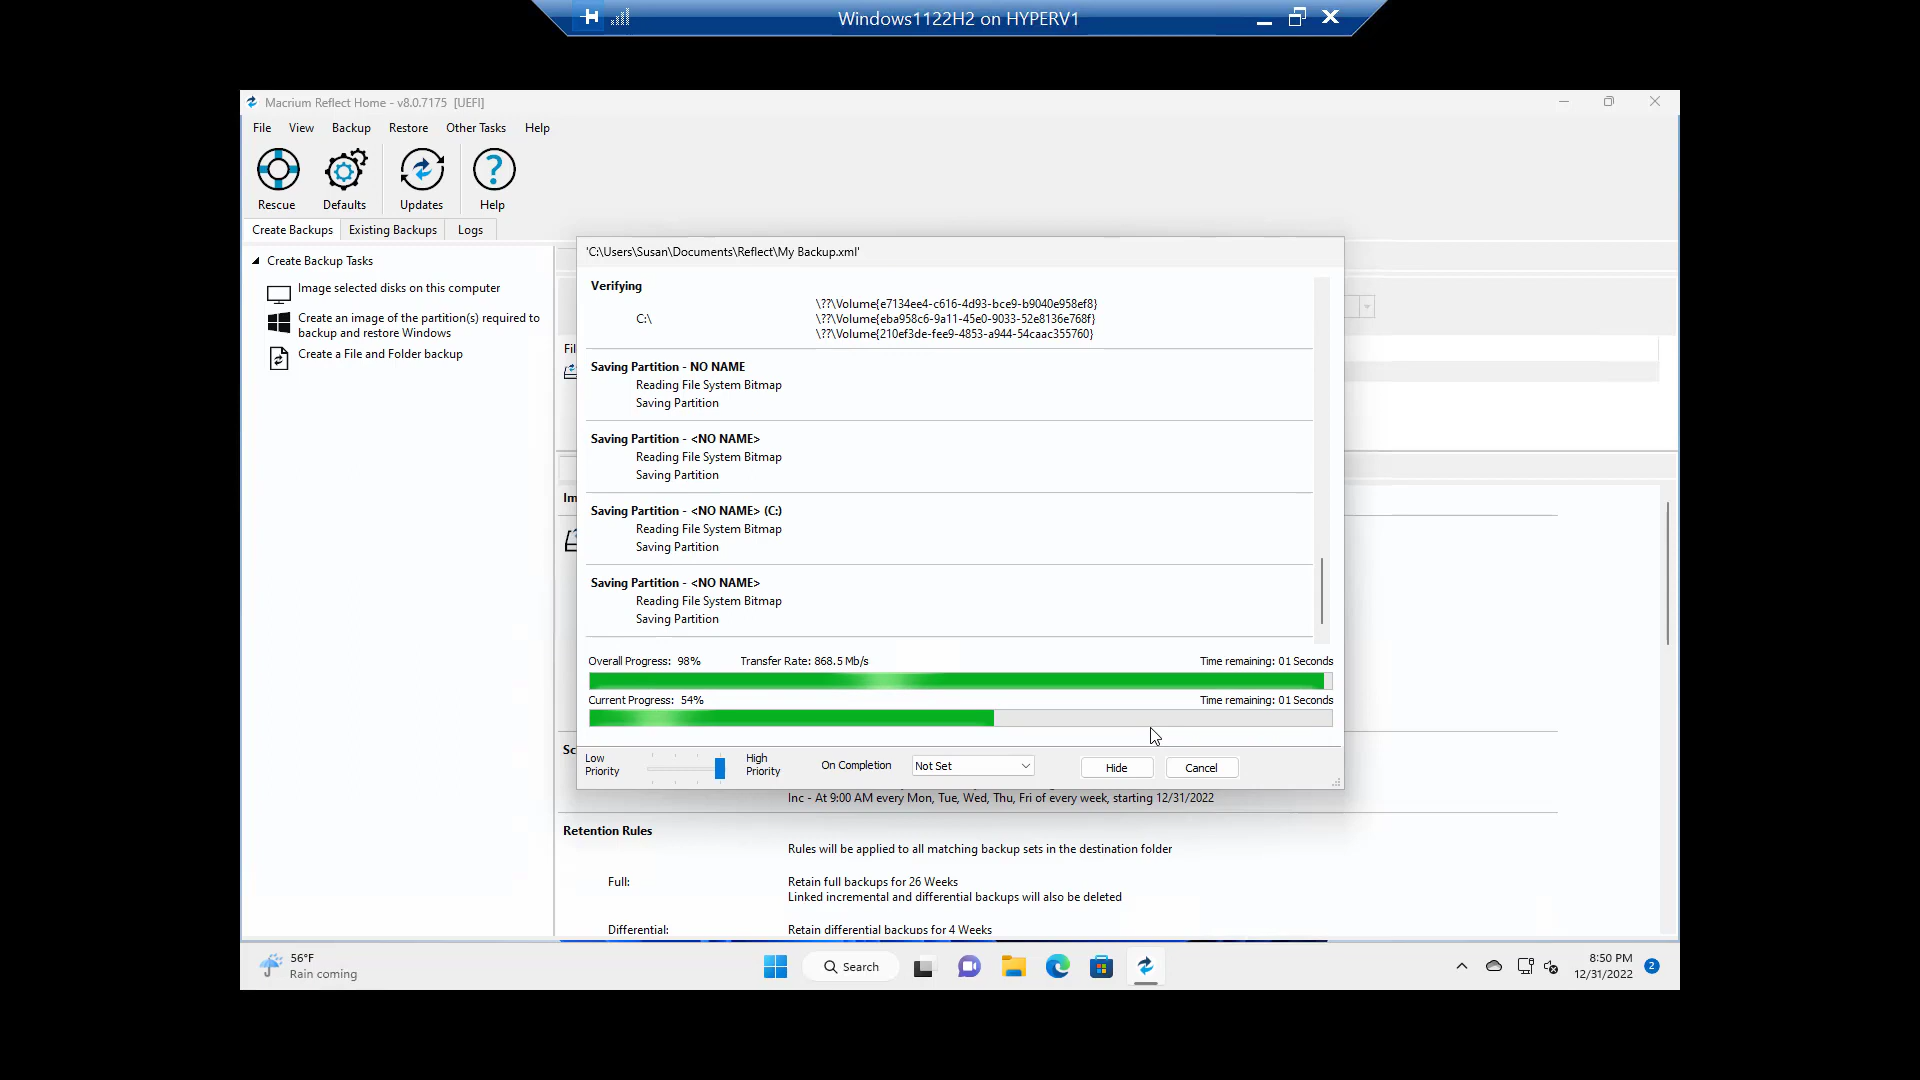 Windows1122H2 on HYPERV1
Macrium Reflect Home - v8.0.7175 [UEFI]
File View Backup Restore Other Tasks Help
Rescue Defaults Updates Help
Create Backups Existing Backups Logs
Create Backup Tasks
Image selected disks on this computer
Create an image of the partition(s) required to
backup and restore Windows
Create a File and Folder backup
'C:\Users\Susan\Documents\Reflect\My Backup.xml'
Verifying
\??\Volume{e7134ee4-c616-4d93-bce9-b9040e958ef8}
C:\ \??\Volume{eba958c6-9a11-45e0-9033-52e8136e768f}
\??\Volume{210ef3de-fee9-4853-a944-54caac355760}
Saving Partition - NO NAME
Reading File System Bitmap
Saving Partition
Saving Partition - <NO NAME>
Reading File System Bitmap
Saving Partition
Saving Partition - <NO NAME> (C:)
Reading File System Bitmap
Saving Partition
Saving Partition - <NO NAME>
Reading File System Bitmap
Saving Partition
Overall Progress: 98% Transfer Rate: 868.5 Mb/s Time remaining: 01 Seconds
Current Progress: 54% Time remaining: 01 Seconds
Low
Priority
High
Priority
On Completion Not Set Hide Cancel
Inc - At 9:00 AM every Mon, Tue, Wed, Thu, Fri of every week, starting 12/31/2022
Retention Rules
Rules will be applied to all matching backup sets in the destination folder
Full: Retain full backups for 26 Weeks
Linked incremental and differential backups will also be deleted
Differential: Retain differential backups for 4 Weeks
56°F
Rain coming
Search
8:50 PM
12/31/2022
2